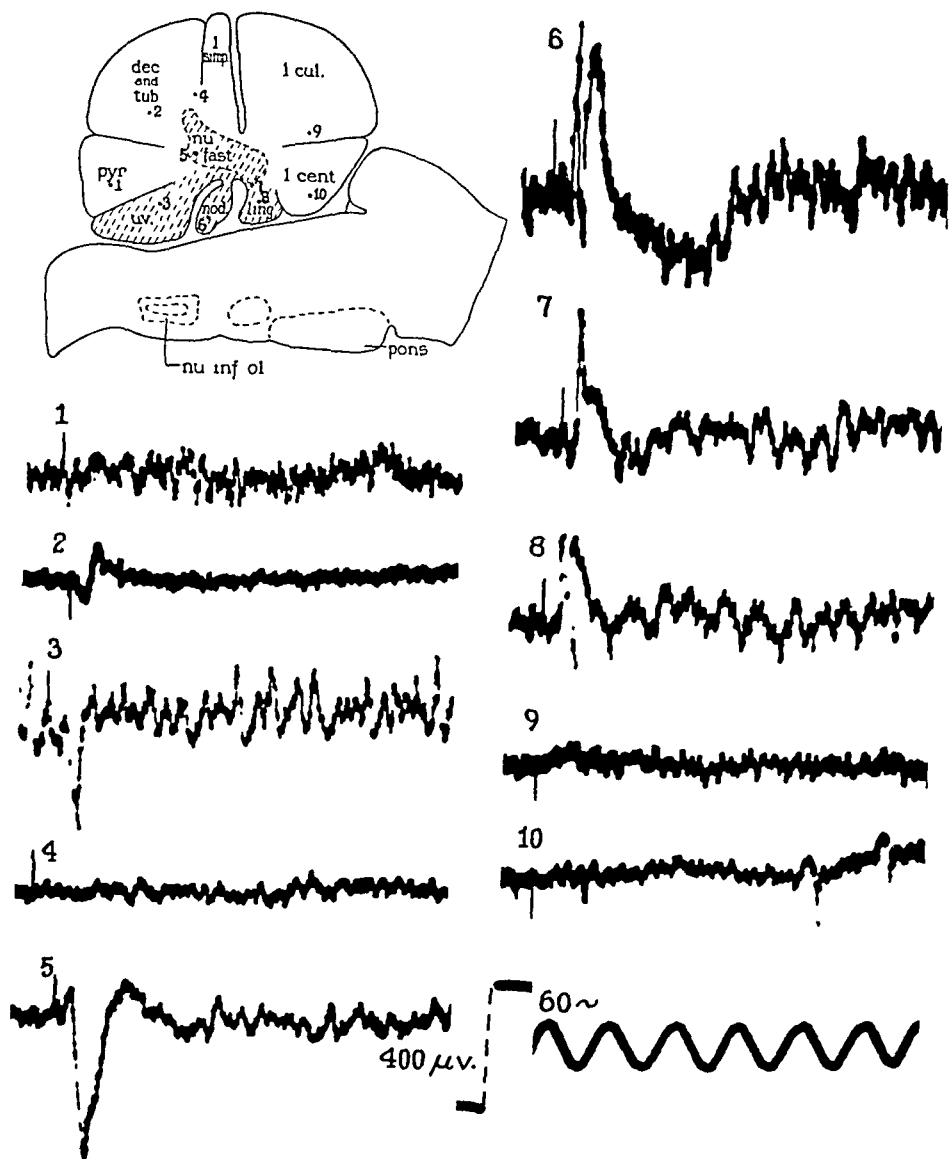 1
simp
1 cul.
dec
and
tub
.2
.4
.9
nu
fast
5.
pyr
.1
1 cent
.10
.3
uv.
nod.
6
8
ling
pons
nu inf ol
1
2
3
4
5
6
7
8
9
10
400 μv.
60~